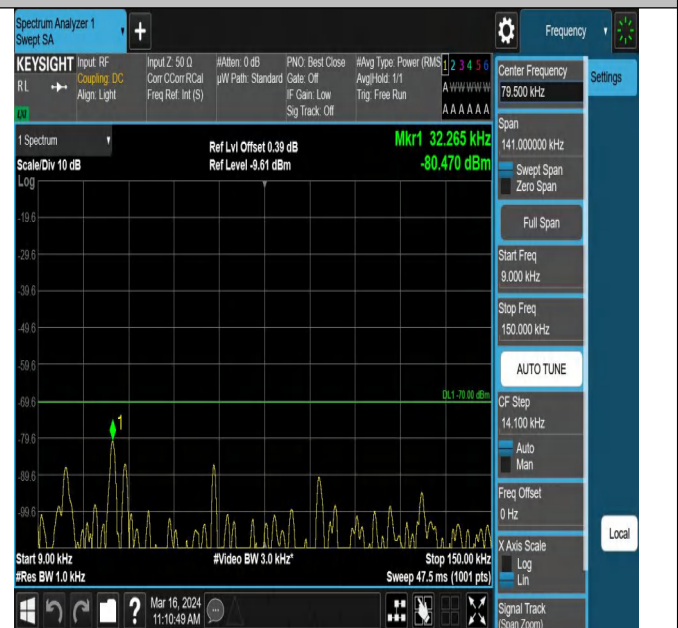 Spectrum Analyzer 1
Swept SA
+
Frequency
KEYSIGHT
RL
LXI
Input: RF
Coupling: DC
Align: Light
Input Z: 50 Ω
Corr CCorr RCal
Freq Ref: Int (S)
#Atten: 0 dB
µW Path: Standard
PNO: Best Close
Gate: Off
IF Gain: Low
Sig Track: Off
#Avg Type: Power (RMS
Avg|Hold: 1/1
Trig: Free Run
1 2 3 4 5 6
A W W W W W
A A A A A A
1 Spectrum
Scale/Div 10 dB
Log
Ref Lvl Offset 0.39 dB
Ref Level -9.61 dBm
Mkr1 32.265 kHz
-80.470 dBm
-19.6
-29.6
-39.6
-49.6
-59.6
-69.6
-79.6
-89.6
-99.6
DL1 -70.00 dBm
1
Start 9.00 kHz
#Res BW 1.0 kHz
#Video BW 3.0 kHz*
Stop 150.00 kHz
Sweep 47.5 ms (1001 pts)
?
Mar 16, 2024
11:10:49 AM
Center Frequency
79.500 kHz
Settings
Span
141.000000 kHz
Swept Span
Zero Span
Full Span
Start Freq
9.000 kHz
Stop Freq
150.000 kHz
AUTO TUNE
CF Step
14.100 kHz
Auto
Man
Freq Offset
0 Hz
X Axis Scale
Log
Lin
Local
Signal Track
(Span Zoom)